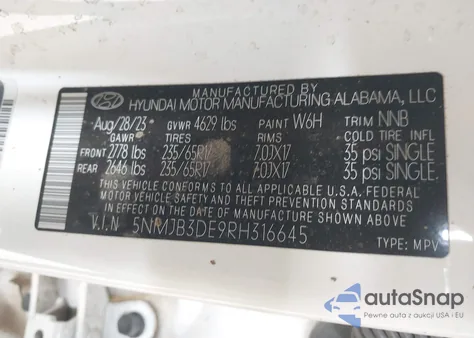 MANUFACTURED BY
HYUNDAI MOTOR MANUFACTURING ALABAMA, LLC
Aug/28/23 GVWR 4629 lbs PAINT W6H TRIM NNB
GAWR TIRES RIMS COLD TIRE INFL
FRONT 2778 lbs 235/65R17 7.0JX17 35 psi SINGLE
REAR 2646 lbs 235/65R17 7.0JX17 35 psi SINGLE
THIS VEHICLE CONFORMS TO ALL APPLICABLE U.S.A. FEDERAL
MOTOR VEHICLE SAFETY AND BUMPER STANDARDS IN EFFECT ON THE
DATE OF MANUFACTURE SHOWN ABOVE.
V.I.N 5NMJB3DE9RH316645 TYPE: MPV
autoSnap
Pewne auta z aukcji USA i EU